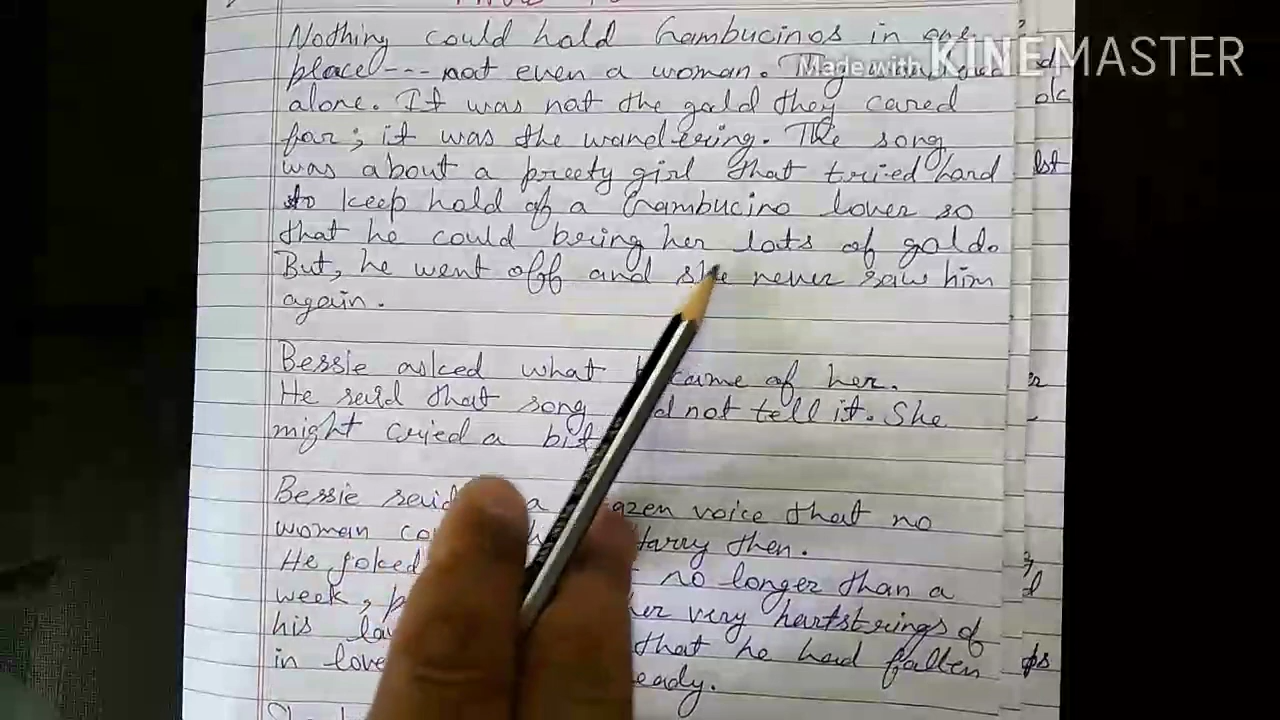 Nothing could hold Gambucinos in one
place --- not even a woman. They
alone. It was not the gold they cared
for; it was the wandering. The song
was about a preety girl that tried hard
to keep hold of a Gambucino lover so
that he could bring her lots of gold.
But, he went off and she never saw him
again.
Bessie asked what became of her.
He said that song did not tell it. She
might cried a bit
Bessie said a frozen voice that no
woman Harry then.
He joked no longer than a
week, her very hartstrings of
his that he had fallen
in love
Made with KINEMASTER